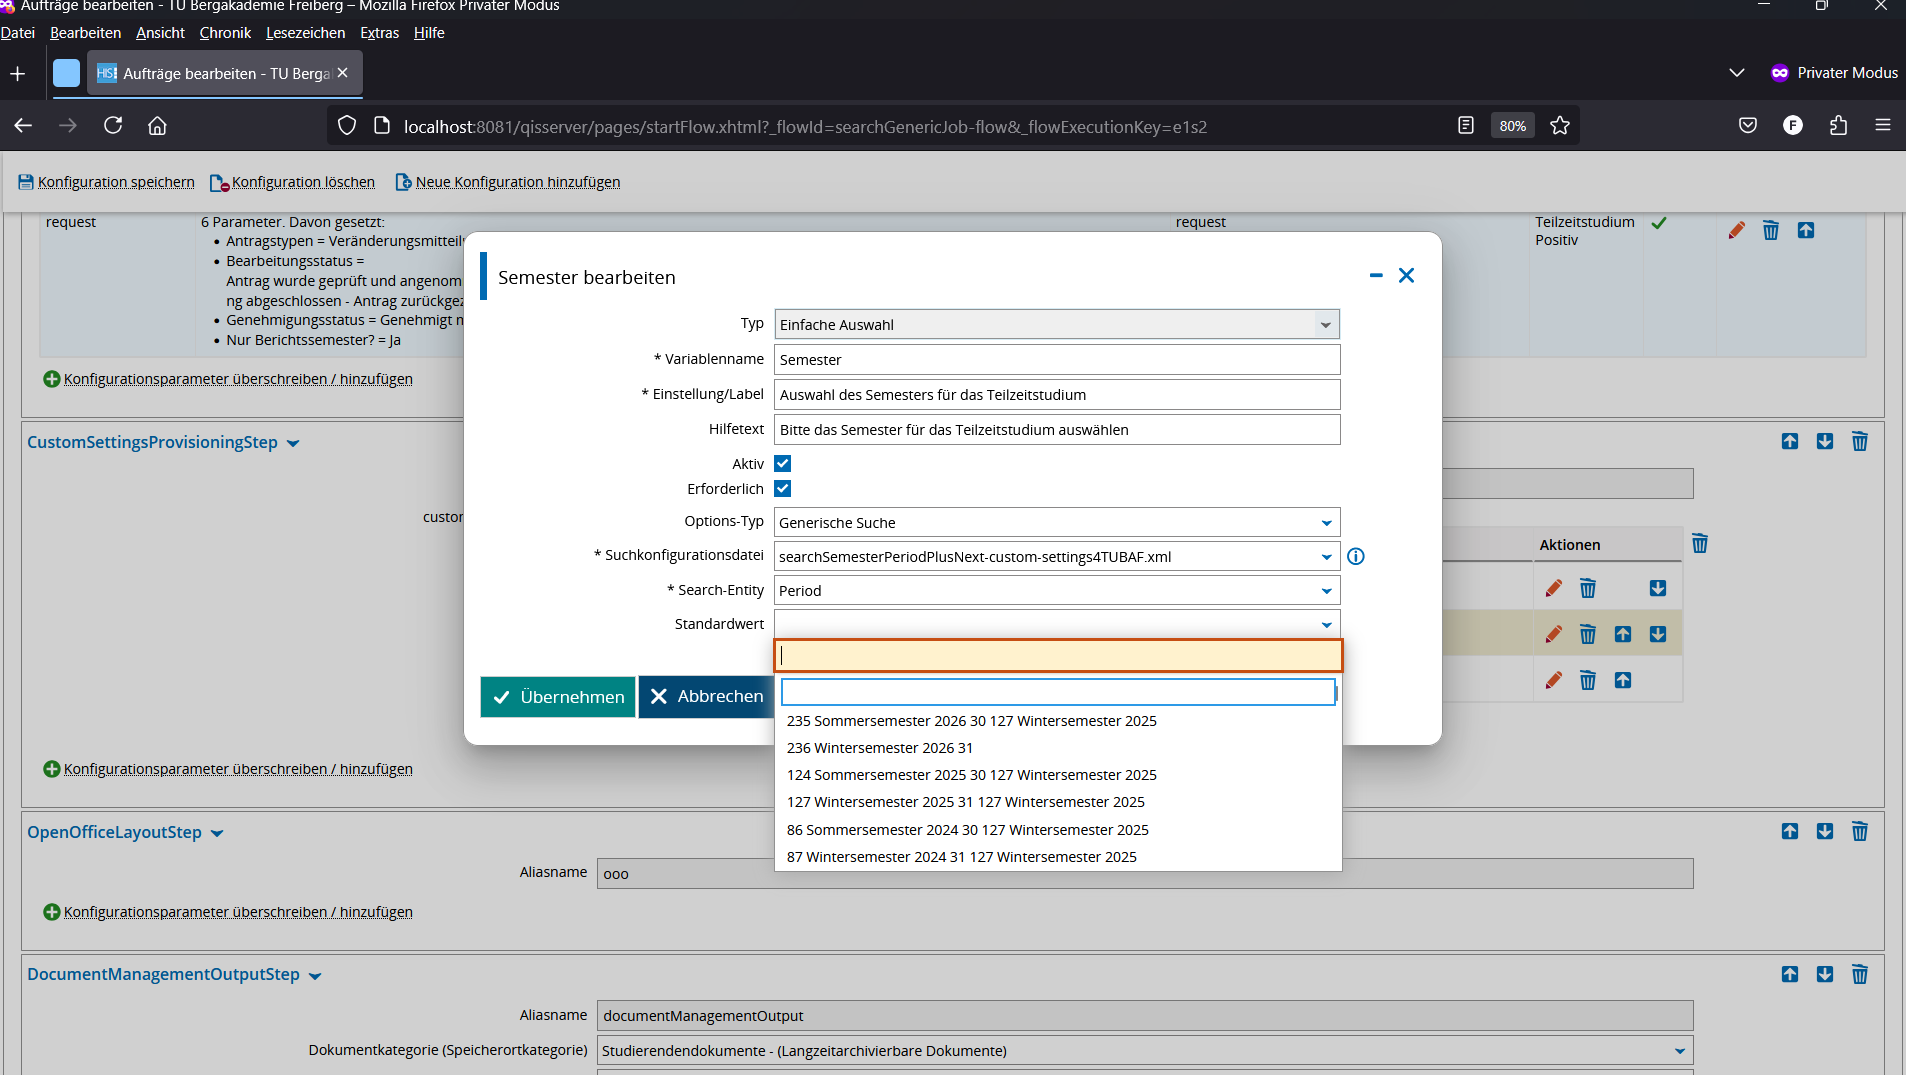 Aufträge bearbeiten - TU Bergakademie Freiberg – Mozilla Firefox Privater Modus
Datei Bearbeiten Ansicht Chronik Lesezeichen Extras Hilfe
HIS Aufträge bearbeiten - TU Berga
Privater Modus
localhost:8081/qisserver/pages/startFlow.xhtml?_flowId=searchGenericJob-flow&_flowExecutionKey=e1s2
80%
F
Konfiguration speichern Konfiguration löschen Neue Konfiguration hinzufügen
request 6 Parameter. Davon gesetzt: request Teilzeitstudium
Positiv
• Antragstypen = Veränderungsmitteil
• Bearbeitungsstatus =
Antrag wurde geprüft und angenom
ng abgeschlossen - Antrag zurückgez
• Genehmigungsstatus = Genehmigt m
• Nur Berichtssemester? = Ja
Konfigurationsparameter überschreiben / hinzufügen
CustomSettingsProvisioningStep
custor
Aktionen
Konfigurationsparameter überschreiben / hinzufügen
Semester bearbeiten
Typ Einfache Auswahl
* Variablenname Semester
* Einstellung/Label Auswahl des Semesters für das Teilzeitstudium
Hilfetext Bitte das Semester für das Teilzeitstudium auswählen
Aktiv
Erforderlich
Options-Typ Generische Suche
* Suchkonfigurationsdatei searchSemesterPeriodPlusNext-custom-settings4TUBAF.xml
* Search-Entity Period
Standardwert
Übernehmen Abbrechen
235 Sommersemester 2026 30 127 Wintersemester 2025
236 Wintersemester 2026 31
124 Sommersemester 2025 30 127 Wintersemester 2025
127 Wintersemester 2025 31 127 Wintersemester 2025
86 Sommersemester 2024 30 127 Wintersemester 2025
87 Wintersemester 2024 31 127 Wintersemester 2025
OpenOfficeLayoutStep
Aliasname ooo
Konfigurationsparameter überschreiben / hinzufügen
DocumentManagementOutputStep
Aliasname documentManagementOutput
Dokumentkategorie (Speicherortkategorie) Studierendendokumente - (Langzeitarchivierbare Dokumente)